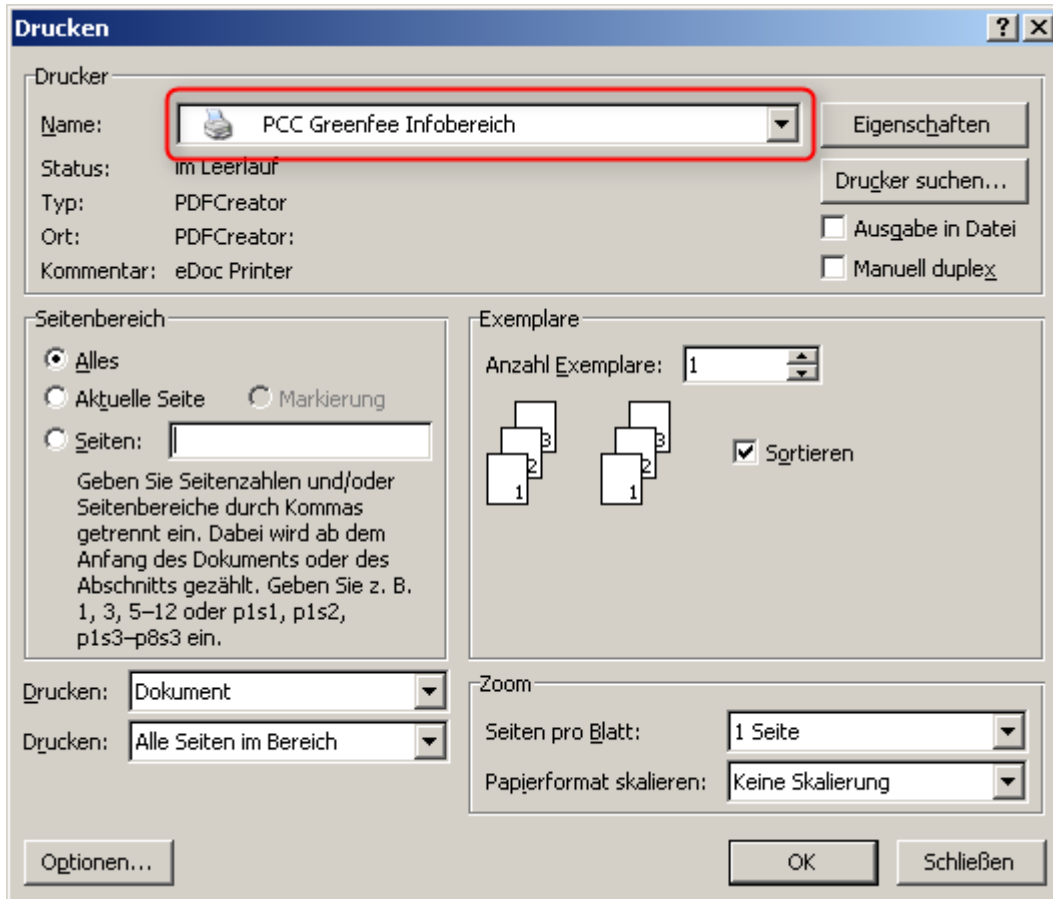 Drucken
Drucker
Name: PCC Greenfee Infobereich Eigenschaften
Status: im Leerlauf
Drucker suchen...
Typ: PDFCreator
Ort: PDFCreator: Ausgabe in Datei
Kommentar: eDoc Printer Manuell duplex
Seitenbereich
Alles
Aktuelle Seite Markierung
Seiten:
Geben Sie Seitenzahlen und/oder
Seitenbereiche durch Kommas
getrennt ein. Dabei wird ab dem
Anfang des Dokuments oder des
Abschnitts gezählt. Geben Sie z. B.
1, 3, 5–12 oder p1s1, p1s2,
p1s3–p8s3 ein.
Exemplare
Anzahl Exemplare: 1
3 3
2 2
1 1
Sortieren
Drucken: Dokument
Drucken: Alle Seiten im Bereich
Zoom
Seiten pro Blatt: 1 Seite
Papierformat skalieren: Keine Skalierung
Optionen... OK Schließen